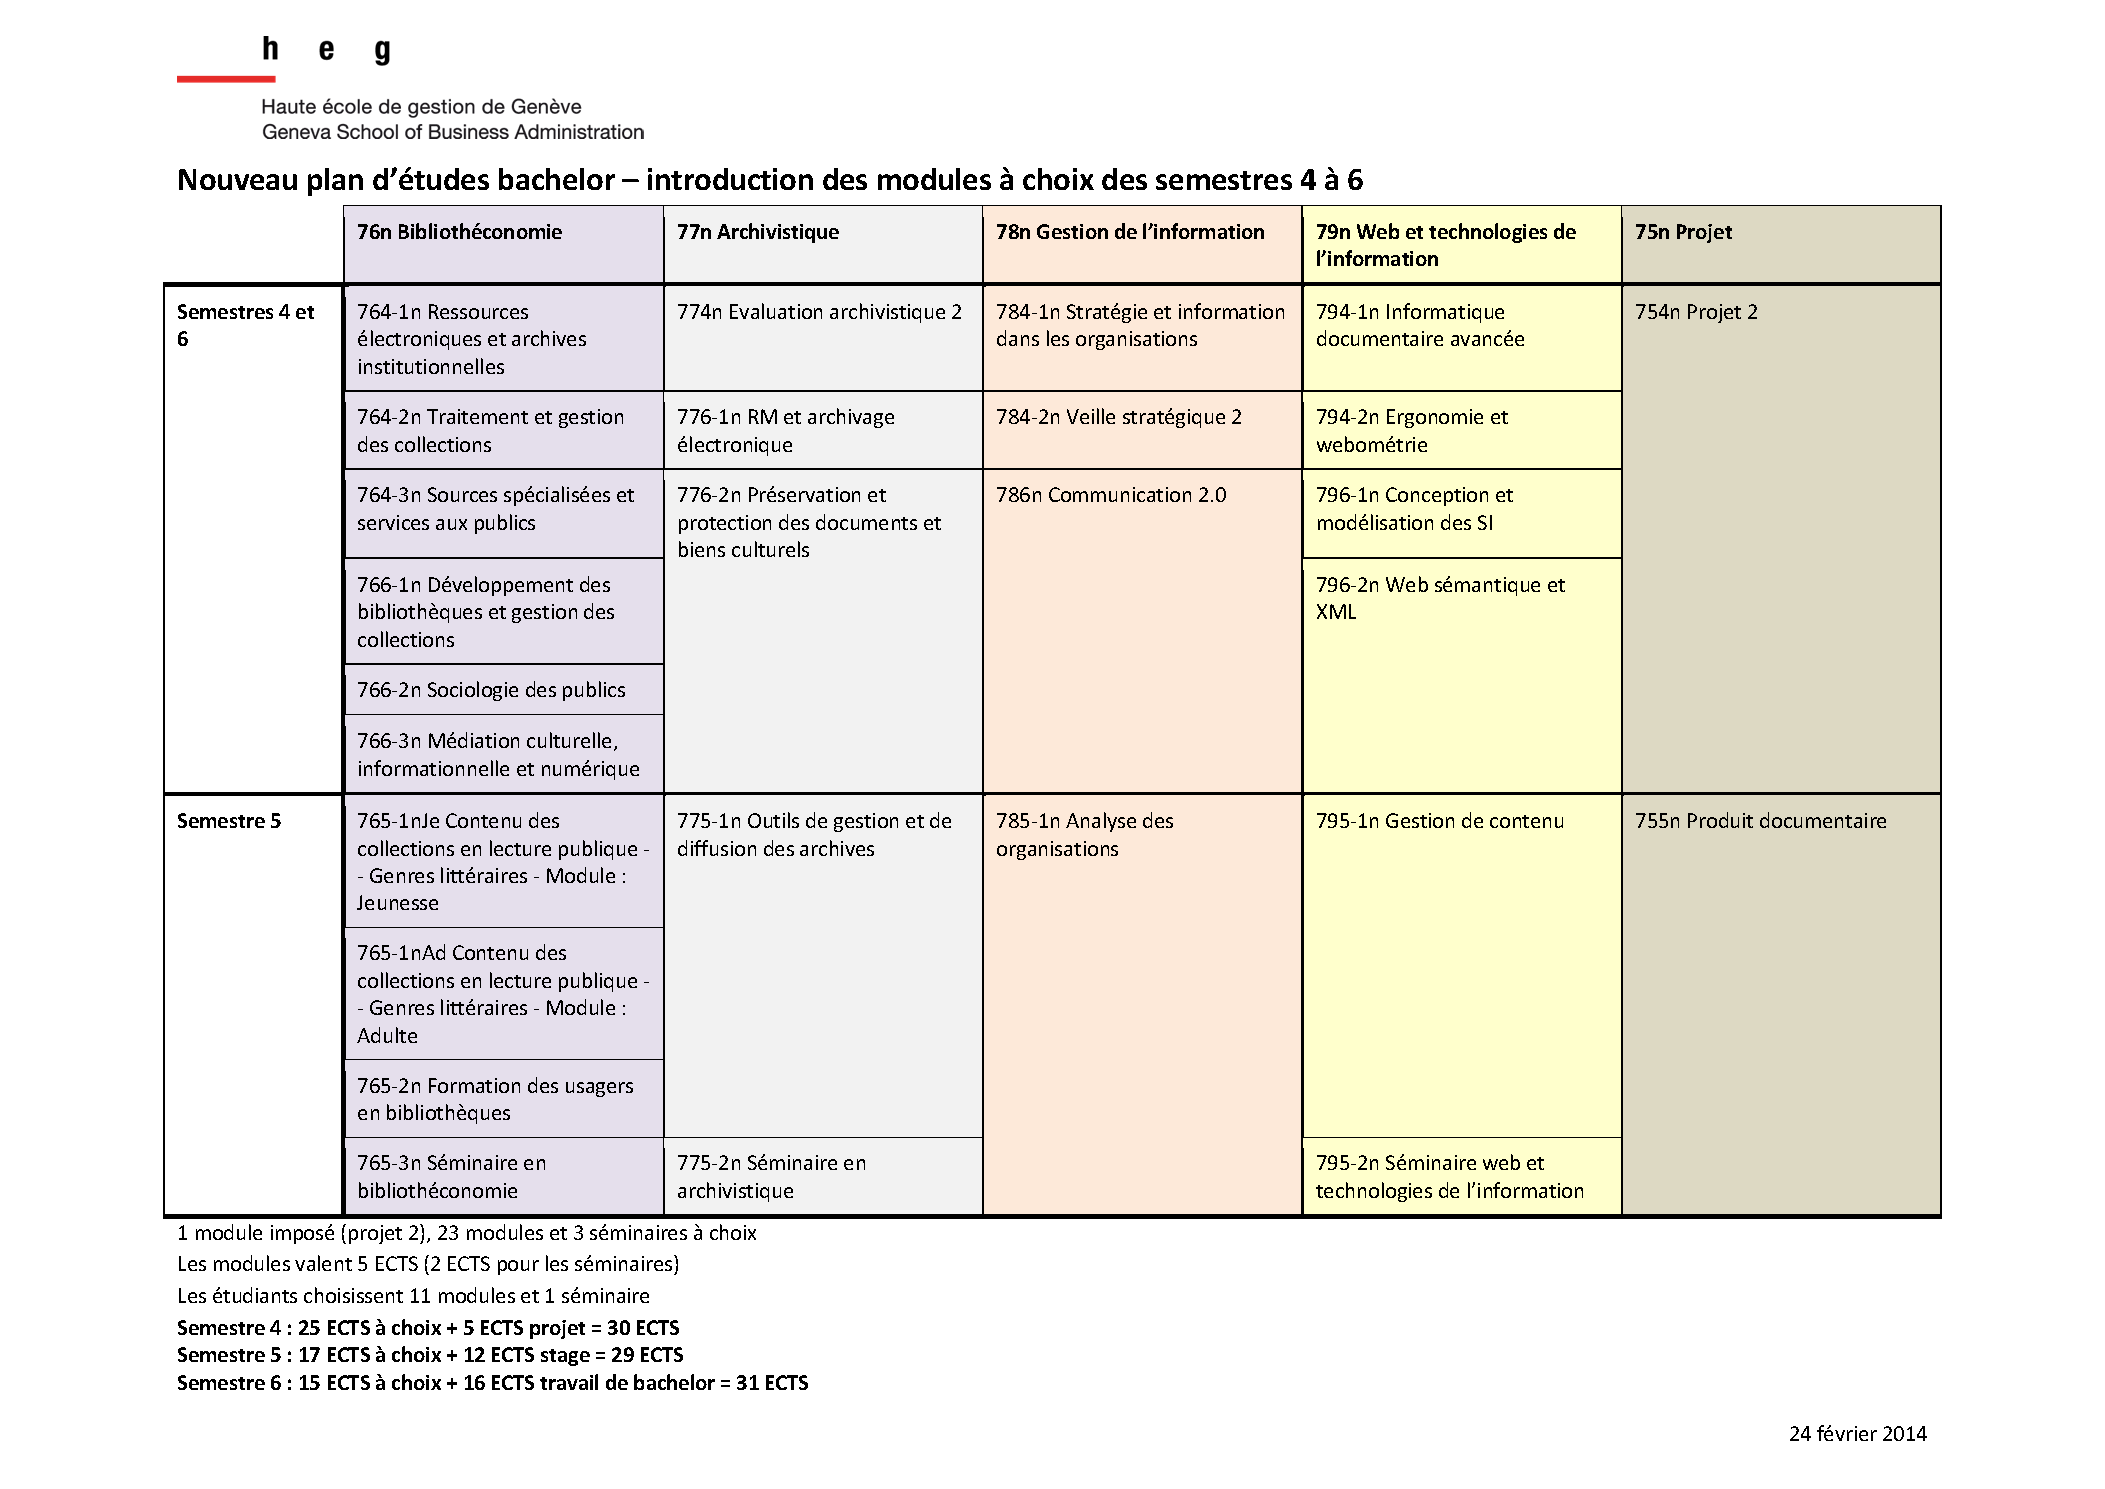 h e g
Haute école de gestion de Genève
Geneva School of Business Administration
Nouveau plan d’études bachelor – introduction des modules à choix des semestres 4 à 6
76n Bibliothéconomie
77n Archivistique
78n Gestion de l’information
79n Web et technologies de
l’information
75n Projet
Semestres 4 et
6
764-1n Ressources
électroniques et archives
institutionnelles
774n Evaluation archivistique 2
784-1n Stratégie et information
dans les organisations
794-1n Informatique
documentaire avancée
754n Projet 2
764-2n Traitement et gestion
des collections
776-1n RM et archivage
électronique
784-2n Veille stratégique 2
794-2n Ergonomie et
webométrie
764-3n Sources spécialisées et
services aux publics
776-2n Préservation et
protection des documents et
biens culturels
786n Communication 2.0
796-1n Conception et
modélisation des SI
766-1n Développement des
bibliothèques et gestion des
collections
796-2n Web sémantique et
XML
766-2n Sociologie des publics
766-3n Médiation culturelle,
informationnelle et numérique
Semestre 5
765-1nJe Contenu des
collections en lecture publique -
- Genres littéraires - Module :
Jeunesse
775-1n Outils de gestion et de
diffusion des archives
785-1n Analyse des
organisations
795-1n Gestion de contenu
755n Produit documentaire
765-1nAd Contenu des
collections en lecture publique -
- Genres littéraires - Module :
Adulte
765-2n Formation des usagers
en bibliothèques
765-3n Séminaire en
bibliothéconomie
775-2n Séminaire en
archivistique
795-2n Séminaire web et
technologies de l’information
1 module imposé (projet 2), 23 modules et 3 séminaires à choix
Les modules valent 5 ECTS (2 ECTS pour les séminaires)
Les étudiants choisissent 11 modules et 1 séminaire
Semestre 4 : 25 ECTS à choix + 5 ECTS projet = 30 ECTS
Semestre 5 : 17 ECTS à choix + 12 ECTS stage = 29 ECTS
Semestre 6 : 15 ECTS à choix + 16 ECTS travail de bachelor = 31 ECTS
24 février 2014